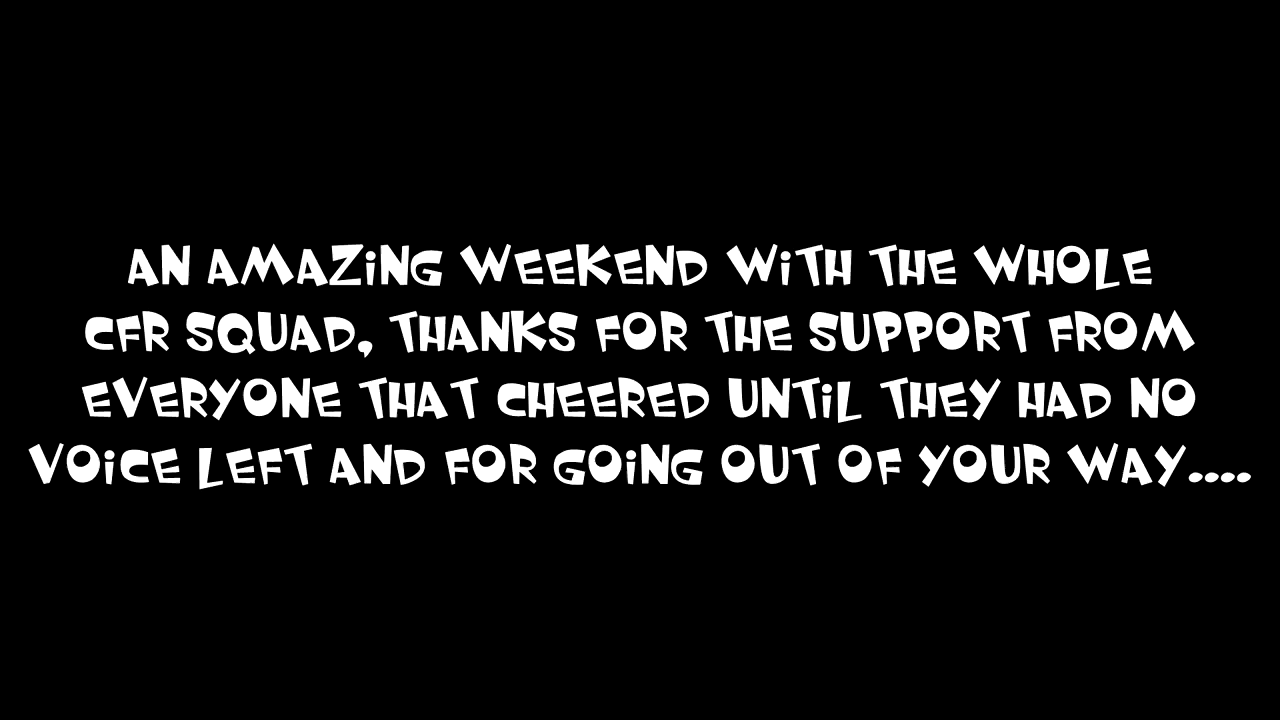 AN AMAZiNG WEEKEND WiTH THE WHOLE
CFR SQUAD, THANKS FOR THE SUPPORT FROM
EVERYONE THAT CHEERED UNTiL THEY HAD NO
VOiCE LEFT AND FOR GOiNG OUT OF YOUR WAY....